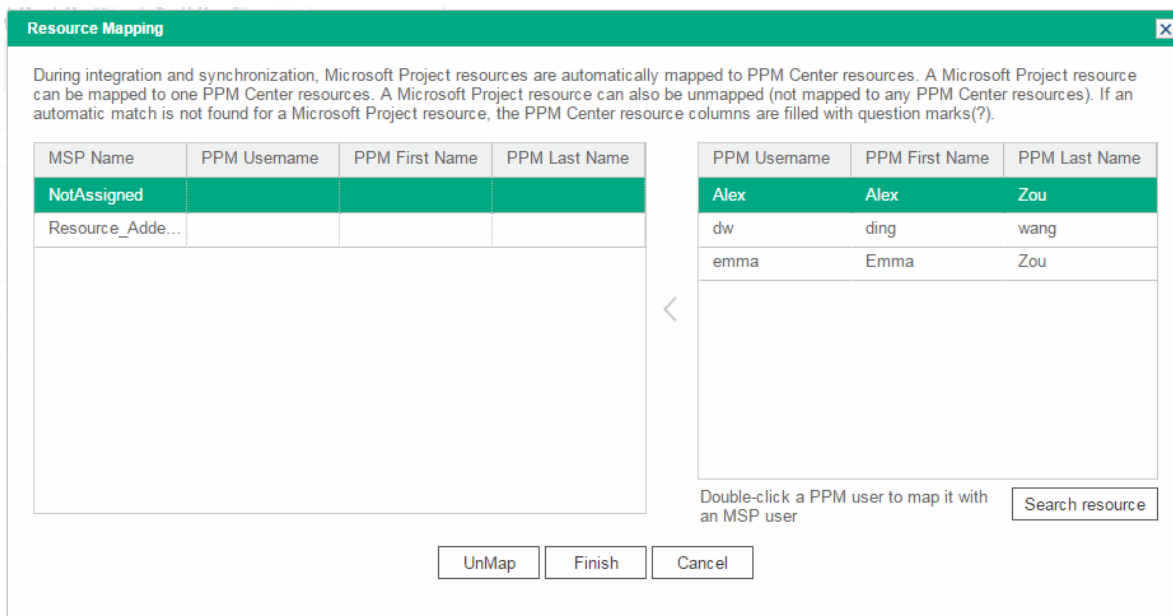 Resource Mapping
During integration and synchronization, Microsoft Project resources are automatically mapped to PPM Center resources. A Microsoft Project resource
can be mapped to one PPM Center resources. A Microsoft Project resource can also be unmapped (not mapped to any PPM Center resources). If an
automatic match is not found for a Microsoft Project resource, the PPM Center resource columns are filled with question marks(?).
MSP Name PPM Username PPM First Name PPM Last Name
NotAssigned
Resource_Adde...
PPM Username PPM First Name PPM Last Name
Alex Alex Zou
dw ding wang
emma Emma Zou
Double-click a PPM user to map it with
an MSP user
Search resource
UnMap Finish Cancel